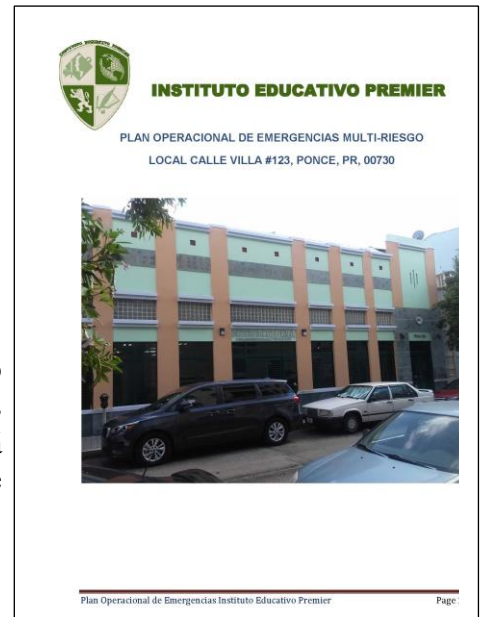 INSTITUTO EDUCATIVO PREMIER
PLAN OPERACIONAL DE EMERGENCIAS MULTI-RIESGO
LOCAL CALLE VILLA #123, PONCE, PR, 00730
Plan Operacional de Emergencias Instituto Educativo Premier
Page